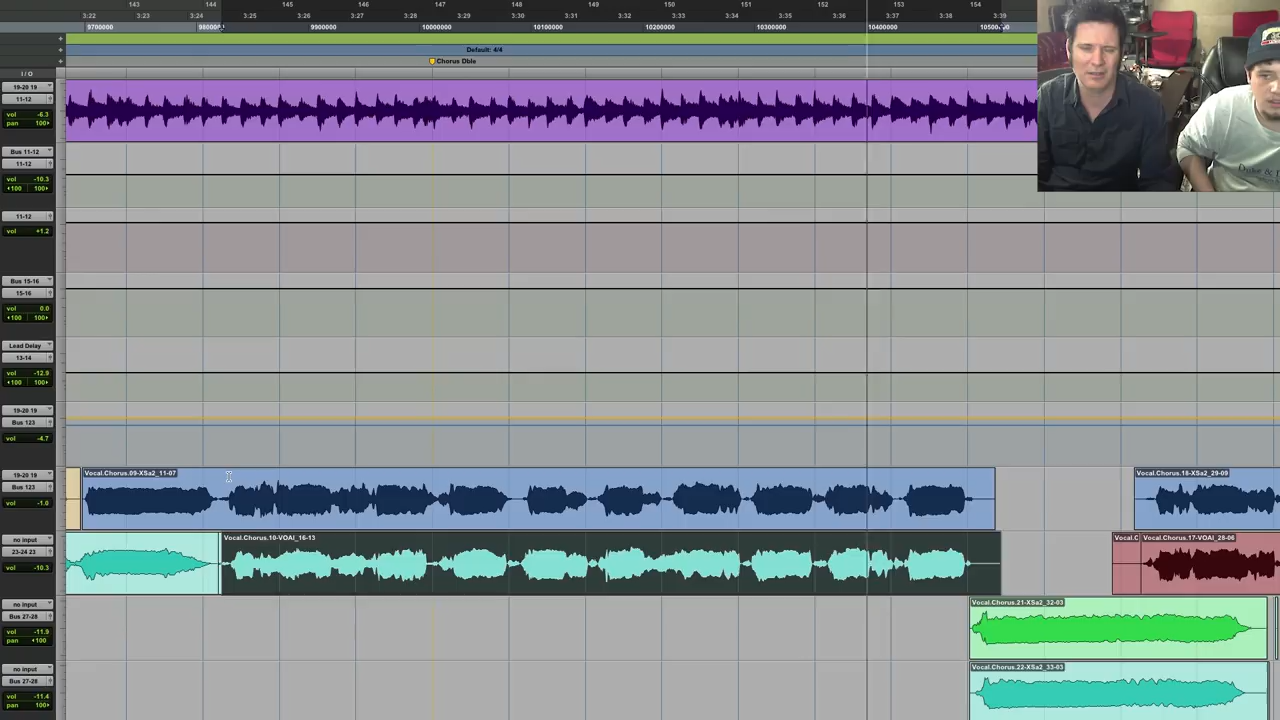 143 144 145 146 147 148 149 150 151 152 153 154
3:22 3:23 3:24 3:25 3:26 3:27 3:28 3:29 3:30 3:31 3:32 3:33 3:34 3:35 3:36 3:37 3:38 3:39
9700000 9900000 10000000 10100000 10200000 10300000 10400000
Default: 4/4
Chorus Dble
I / O
19-20 19
11-12
vol -6.3
pan 100
Bus 11-12
11-12
vol -10.3
100 100
11-12
vol +1.2
Bus 15-16
15-16
vol 0.0
100 100
Lead Delay
13-14
vol -12.9
100 100
19-20 19
Bus 123
vol -4.7
19-20 19
Bus 123
vol -1.0
Vocal.Chorus.09-XSa2_11-07
Vocal.Chorus.18-XSa2_29-09
no input
23-24 23
vol -10.3
Vocal.Chorus.10-VOAI_16-13
Vocal.C
Vocal.Chorus.17-VOAI_28-06
no input
Bus 27-28
vol -11.9
pan 100
Vocal.Chorus.21-XSa2_32-03
no input
Bus 27-28
vol -11.4
pan 100
Vocal.Chorus.22-XSa2_33-03